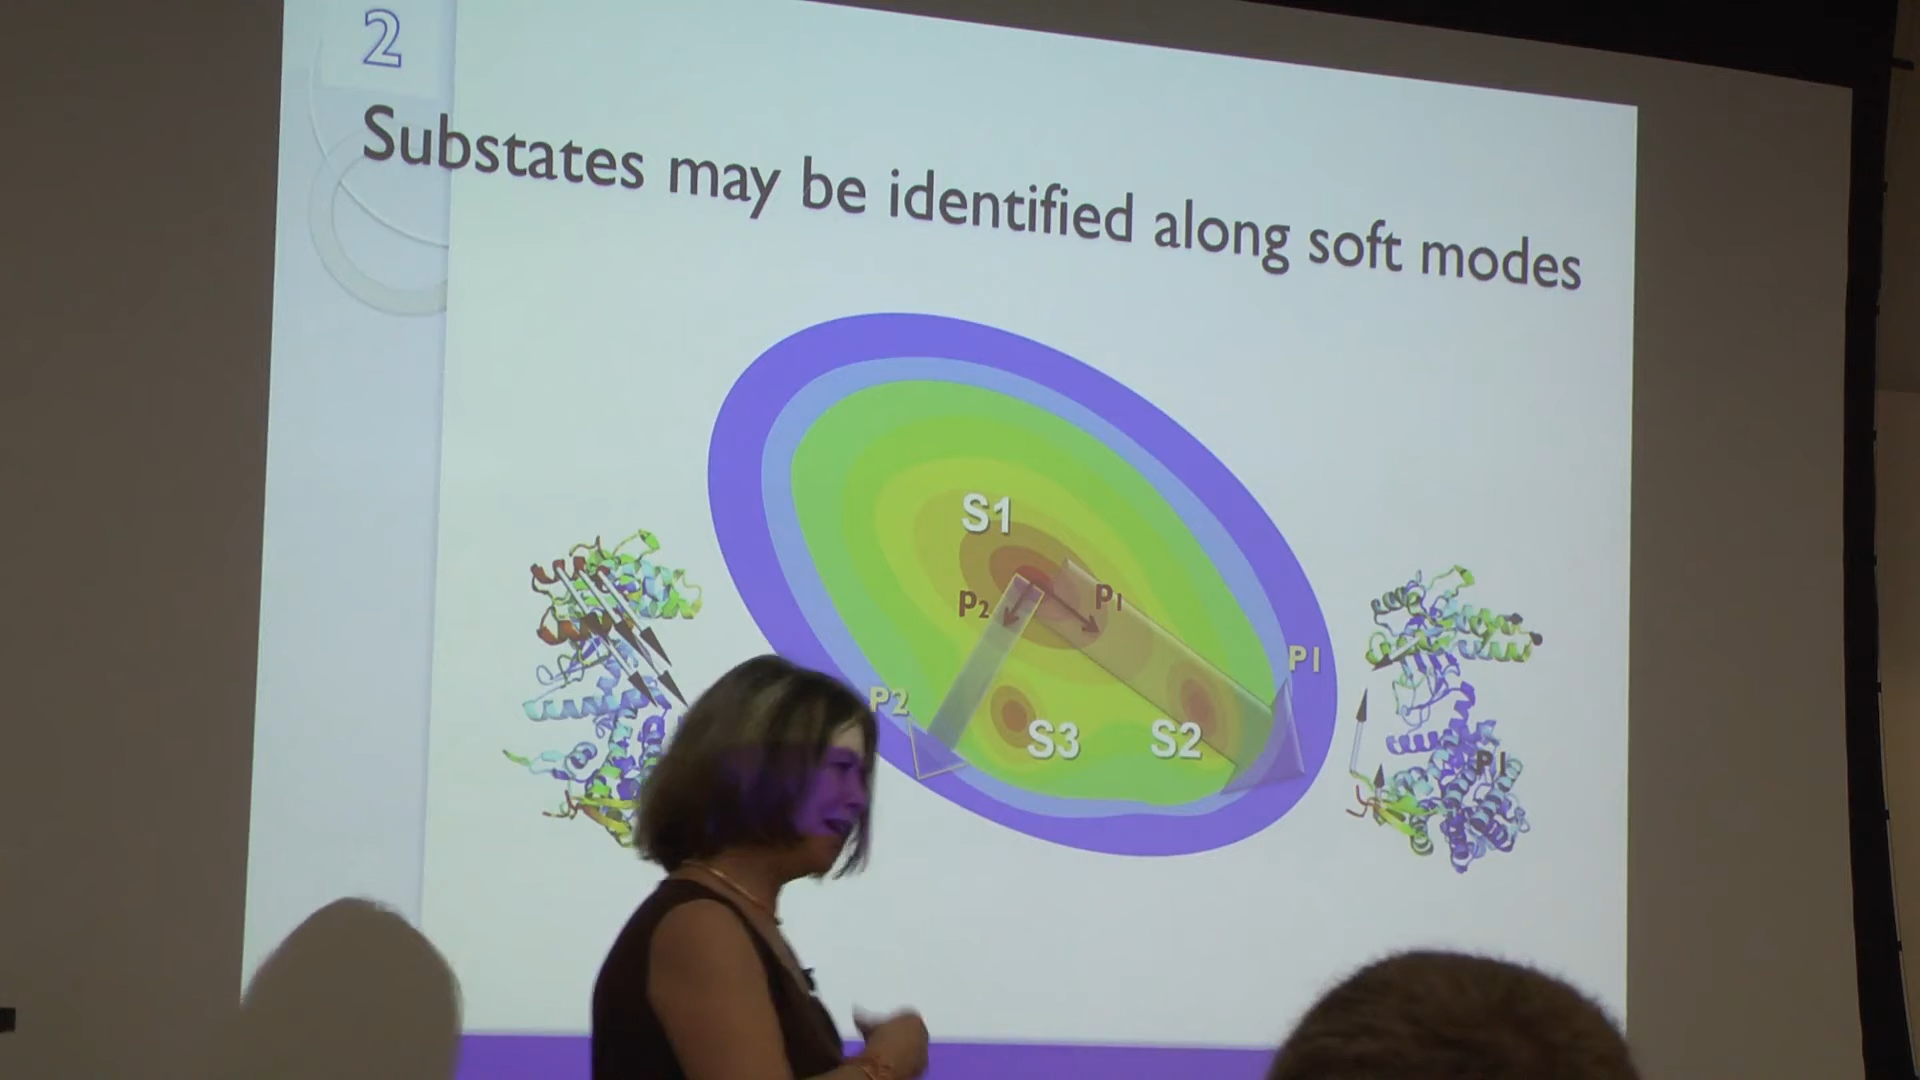 2
Substates may be identified along soft modes
S1
P2
P1
P1
P2
S3
S2
P1